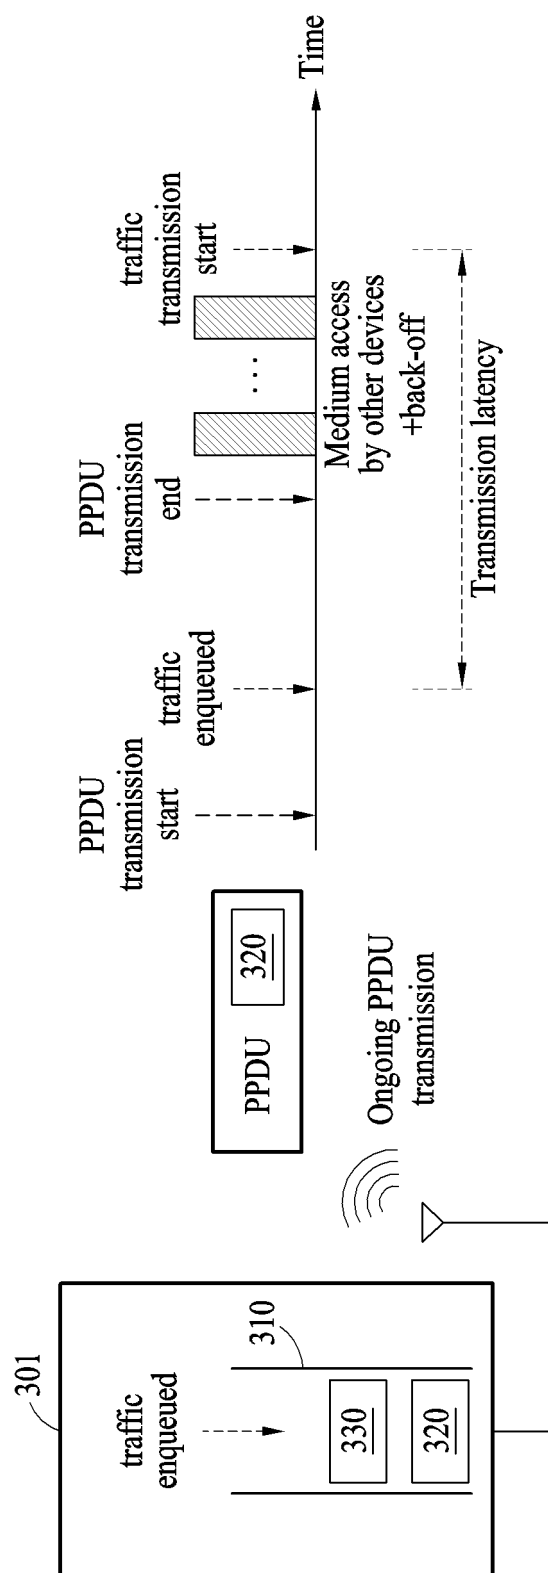 301
traffic
enqueued
310
330
320
PPDU
320
Ongoing PPDU
transmission
PPDU
transmission
start
traffic
enqueued
PPDU
transmission
end
...
traffic
transmission
start
Time
Medium access
by other devices
+back-off
Transmission latency